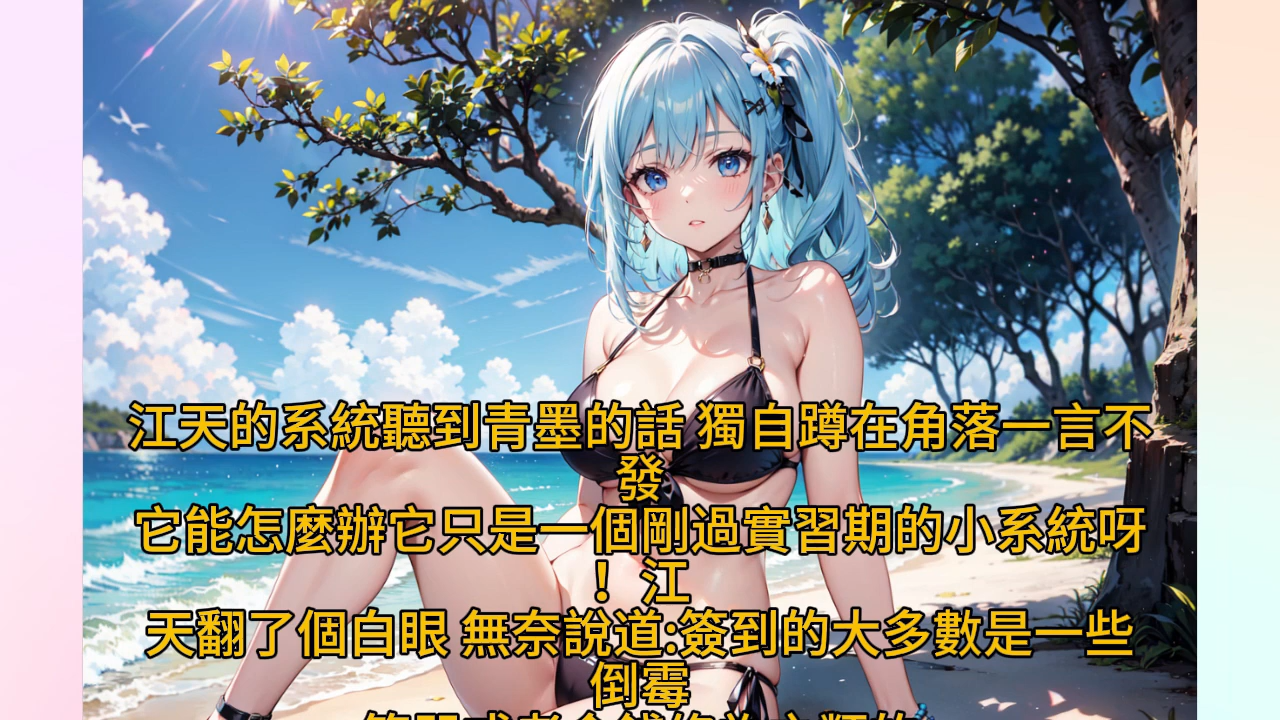 江天的系統聽到青墨的話 獨自蹲在角落一言不
發
它能怎麼辦它只是一個剛過實習期的小系統呀
！江
天翻了個白眼 無奈說道:簽到的大多數是一些
倒霉